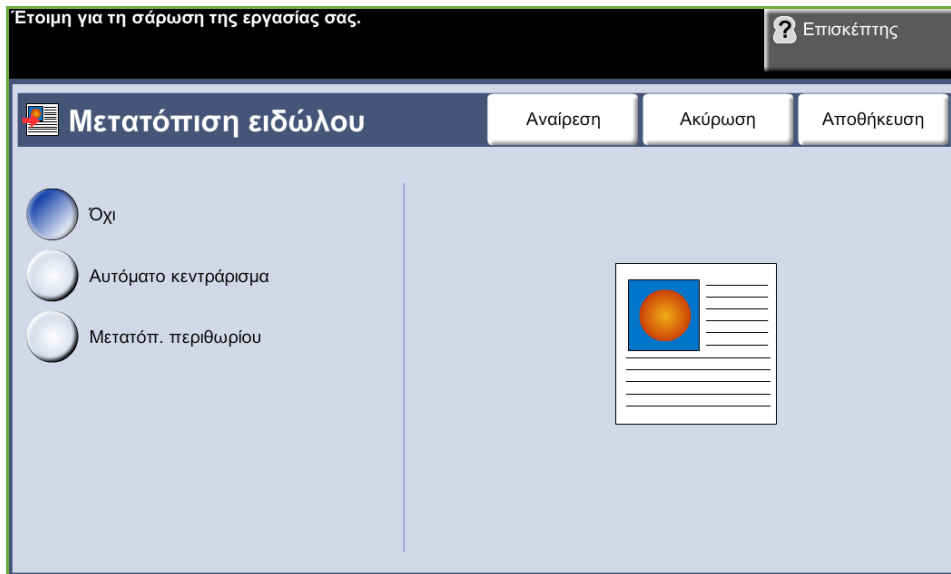 Έτοιμη για τη σάρωση της εργασίας σας.
? Επισκέπτης
Μετατόπιση ειδώλου
Αναίρεση
Ακύρωση
Αποθήκευση
Όχι
Αυτόματο κεντράρισμα
Μετατόπ. περιθωρίου